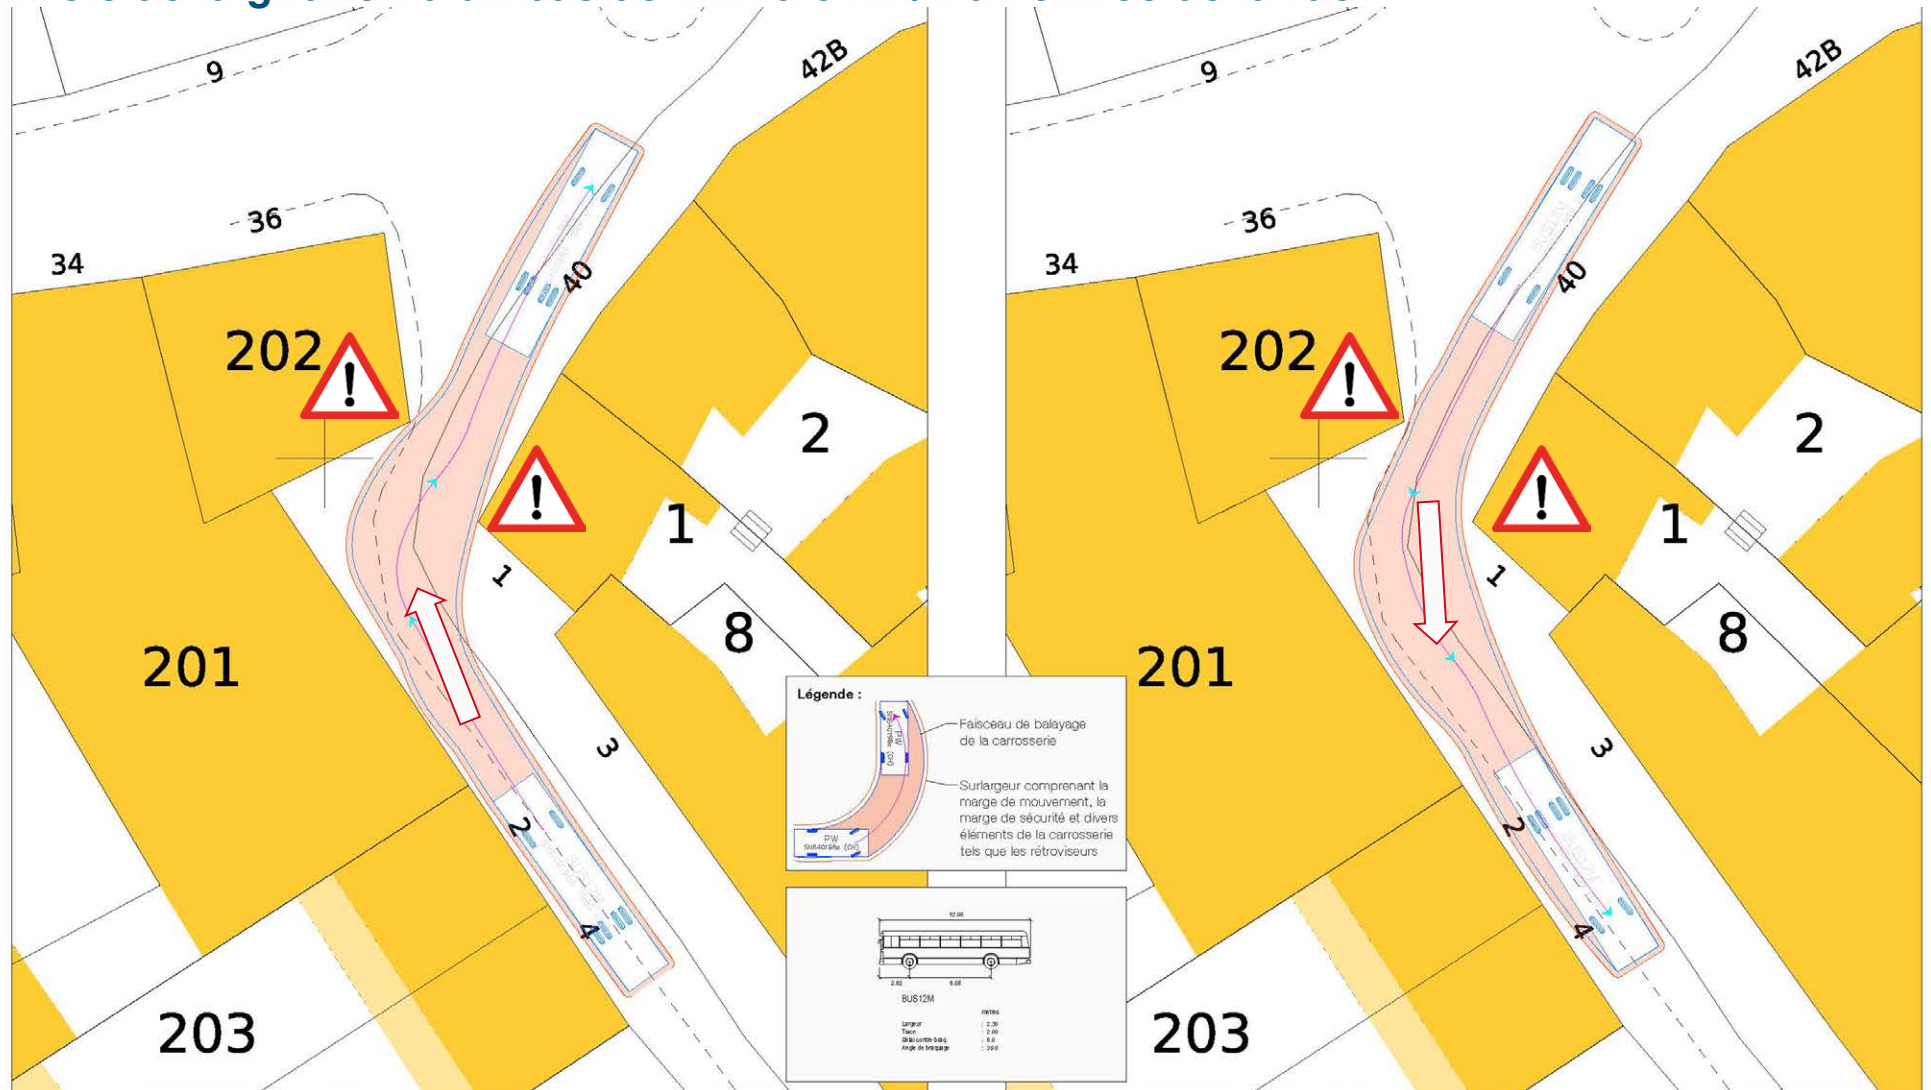 9
42B
36
34
40
202
2
1
1
8
201
3
2
4
203
9
42B
36
34
40
202
2
1
1
8
201
3
2
4
203
Légende :
Faisceau de balayage
de la carrosserie
Surlargeur comprenant la
marge de mouvement, la
marge de sécurité et divers
éléments de la carrosserie
tels que les rétroviseurs
PW
PW
12.00
BUS12M
mètres
Largeur
BUS12M
BUS12M